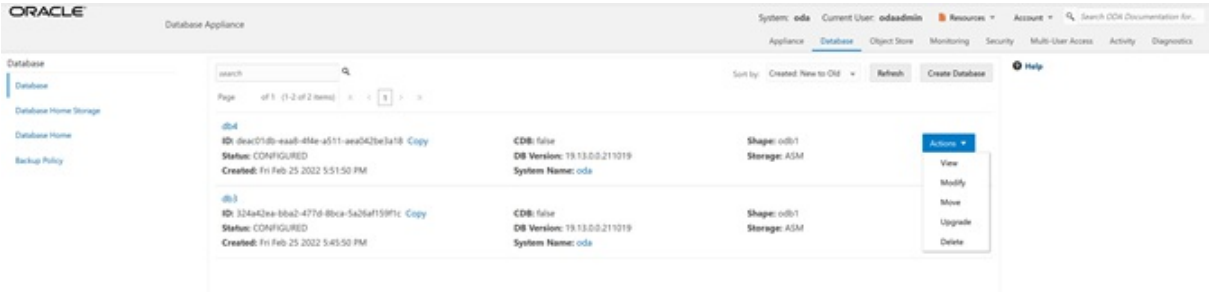 ORACLE
Database Appliance
System: oda Current User: odaadmin Resources Account Search ODA Documentation for...
Appliance Database Object Store Monitoring Security Multi-User Access Activity Diagnostics
Database
Database
Database Home Storage
Database Home
Backup Policy
search
Sort by: Created: New to Old Refresh Create Database
Page of 1 (1-2 of 2 items) 1
Help
db4
ID: deac01db-eaa8-4f4e-a511-aea042be3a18 Copy CDB: false Shape: odb1
Status: CONFIGURED DB Version: 19.13.0.0.211019 Storage: ASM
Created: Fri Feb 25 2022 5:51:50 PM System Name: oda
Actions
View
Modify
Move
Upgrade
Delete
db3
ID: 324a42ea-bba2-477d-8bca-5a26af159f1c Copy CDB: false Shape: odb1
Status: CONFIGURED DB Version: 19.13.0.0.211019 Storage: ASM
Created: Fri Feb 25 2022 5:45:50 PM System Name: oda